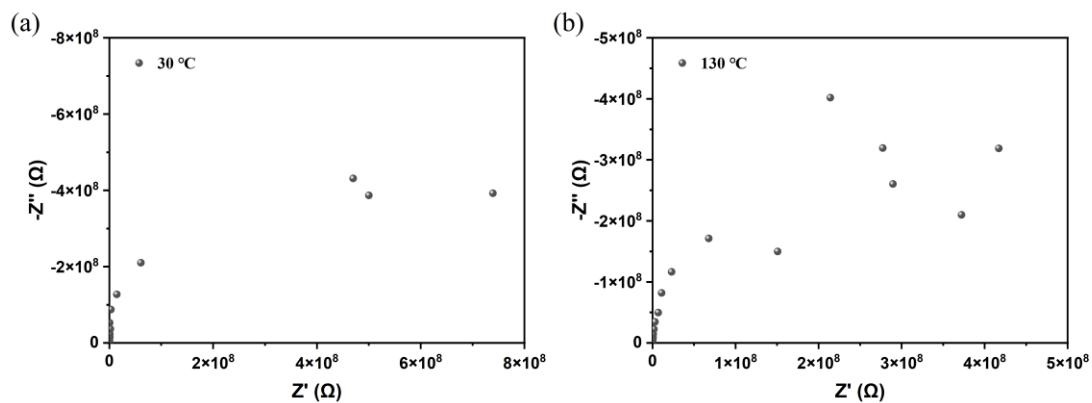 (a)
-8×10⁸
-6×10⁸
-4×10⁸
-2×10⁸
0
-Z'' (Ω)
30 °C
0
2×10⁸
4×10⁸
6×10⁸
8×10⁸
Z' (Ω)
(b)
-5×10⁸
-4×10⁸
-3×10⁸
-2×10⁸
-1×10⁸
0
-Z'' (Ω)
130 °C
0
1×10⁸
2×10⁸
3×10⁸
4×10⁸
5×10⁸
Z' (Ω)